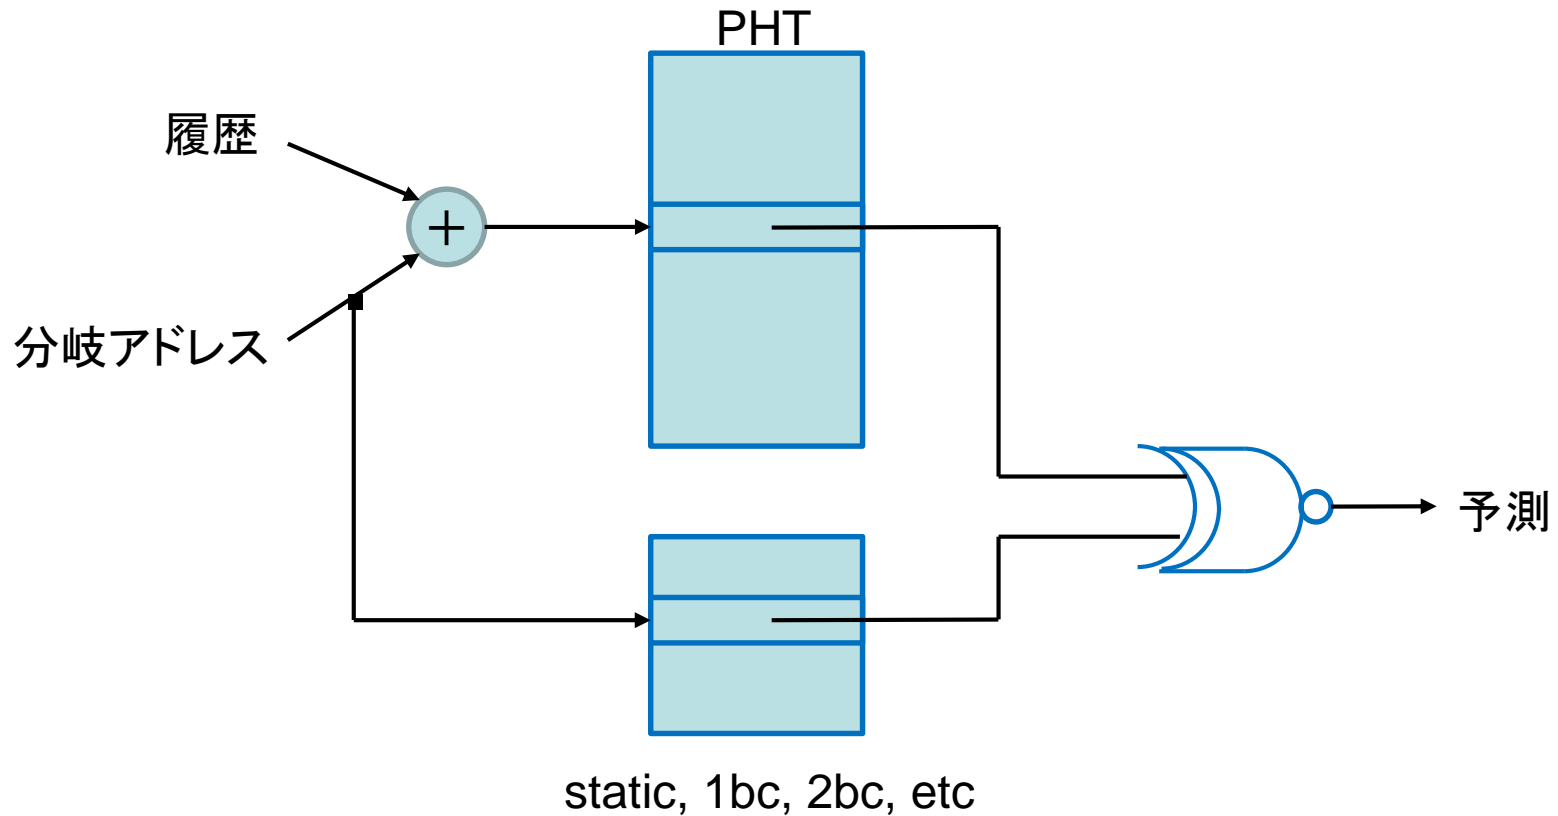 PHT
履歴
+
分岐アドレス
予測
static, 1bc, 2bc, etc